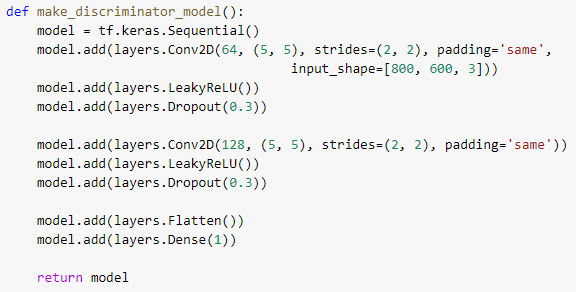 def make_discriminator_model():
    model = tf.keras.Sequential()
    model.add(layers.Conv2D(64, (5, 5), strides=(2, 2), padding='same',
                                     input_shape=[800, 600, 3]))
    model.add(layers.LeakyReLU())
    model.add(layers.Dropout(0.3))

    model.add(layers.Conv2D(128, (5, 5), strides=(2, 2), padding='same'))
    model.add(layers.LeakyReLU())
    model.add(layers.Dropout(0.3))

    model.add(layers.Flatten())
    model.add(layers.Dense(1))

    return model